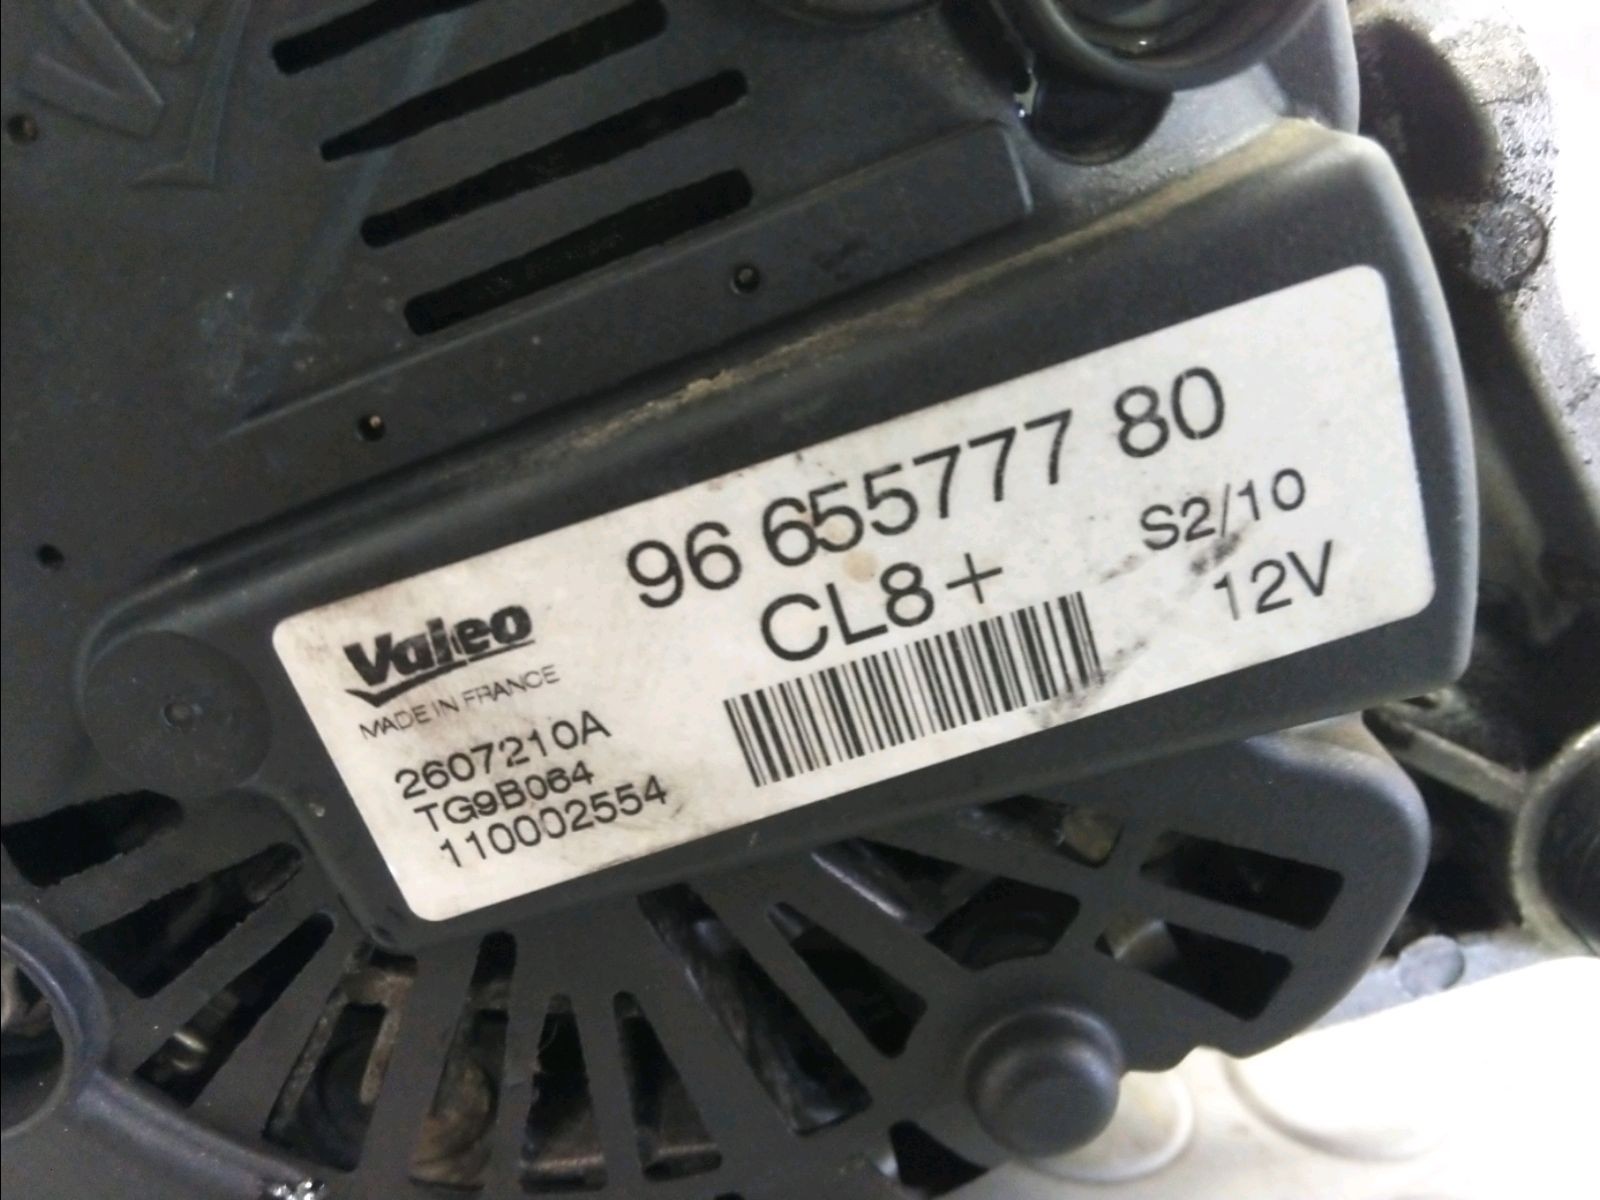 96 655777 80
CL8+
S2/10
12V
Valeo
MADE IN FRANCE
2607210A
TG9B064
110002554